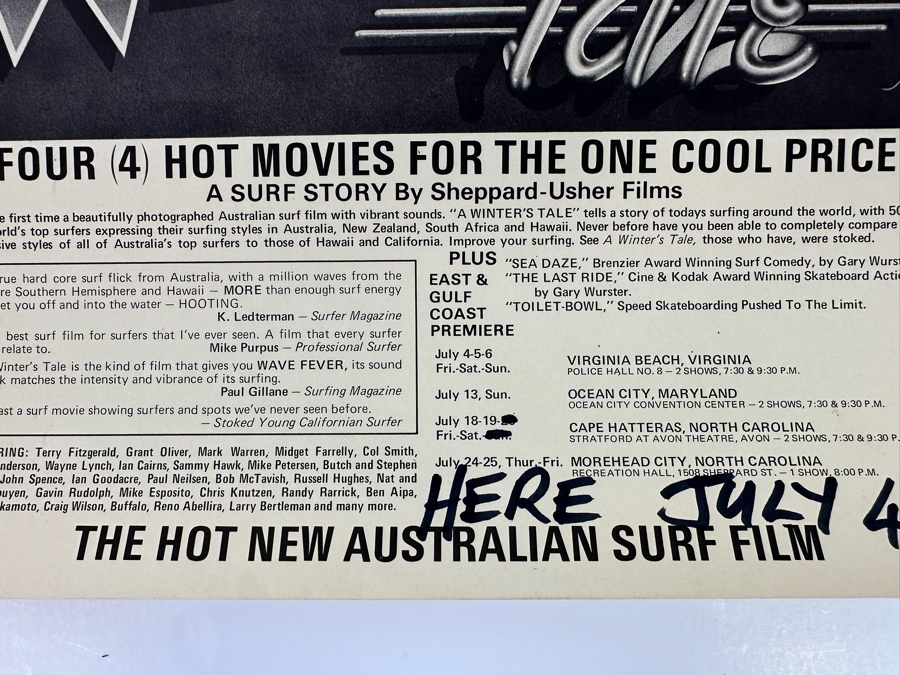 Tale
FOUR (4) HOT MOVIES FOR THE ONE COOL PRICE
A SURF STORY By Sheppard-Usher Films
e first time a beautifully photographed Australian surf film with vibrant sounds. "A WINTER'S TALE" tells a story of todays surfing around the world, with 50
orld's top surfers expressing their surfing styles in Australia, New Zealand, South Africa and Hawaii. Never before have you been able to completely compare
sive styles of all of Australia's top surfers to those of Hawaii and California. Improve your surfing. See A Winter's Tale, those who have, were stoked.
rue hard core surf flick from Australia, with a million waves from the
re Southern Hemisphere and Hawaii – MORE than enough surf energy
et you off and into the water – HOOTING.
K. Ledterman – Surfer Magazine
best surf film for surfers that I've ever seen. A film that every surfer
relate to. Mike Purpus – Professional Surfer
Winter's Tale is the kind of film that gives you WAVE FEVER, its sound
k matches the intensity and vibrance of its surfing.
Paul Gillane – Surfing Magazine
ast a surf movie showing surfers and spots we've never seen before.
– Stoked Young Californian Surfer
RING: Terry Fitzgerald, Grant Oliver, Mark Warren, Midget Farrelly, Col Smith,
nderson, Wayne Lynch, Ian Cairns, Sammy Hawk, Mike Petersen, Butch and Stephen
John Spence, Ian Goodacre, Paul Neilsen, Bob McTavish, Russell Hughes, Nat and
uyen, Gavin Rudolph, Mike Esposito, Chris Knutzen, Randy Rarrick, Ben Aipa,
kamoto, Craig Wilson, Buffalo, Reno Abellira, Larry Bertleman and many more.
PLUS
"SEA DAZE," Brenzier Award Winning Surf Comedy, by Gary Wurst
"THE LAST RIDE," Cine & Kodak Award Winning Skateboard Acti
by Gary Wurster.
"TOILET-BOWL," Speed Skateboarding Pushed To The Limit.
EAST &
GULF
COAST
PREMIERE
July 4-5-6
Fri.-Sat.-Sun.
VIRGINIA BEACH, VIRGINIA
POLICE HALL NO. 8 – 2 SHOWS, 7:30 & 9:30 P.M.
July 13, Sun.
OCEAN CITY, MARYLAND
OCEAN CITY CONVENTION CENTER – 2 SHOWS, 7:30 & 9:30 P.M.
July 18-19-
Fri.-Sat.-
CAPE HATTERAS, NORTH CAROLINA
STRATFORD AT AVON THEATRE, AVON – 2 SHOWS, 7:30 & 9:30 P.
July 24-25, Thur.-Fri. MOREHEAD CITY, NORTH CAROLINA
RECREATION HALL, 1508 SHEPPARD ST. – 1 SHOW, 8:00 P.M.
HERE JULY 4
THE HOT NEW AUSTRALIAN SURF FILM